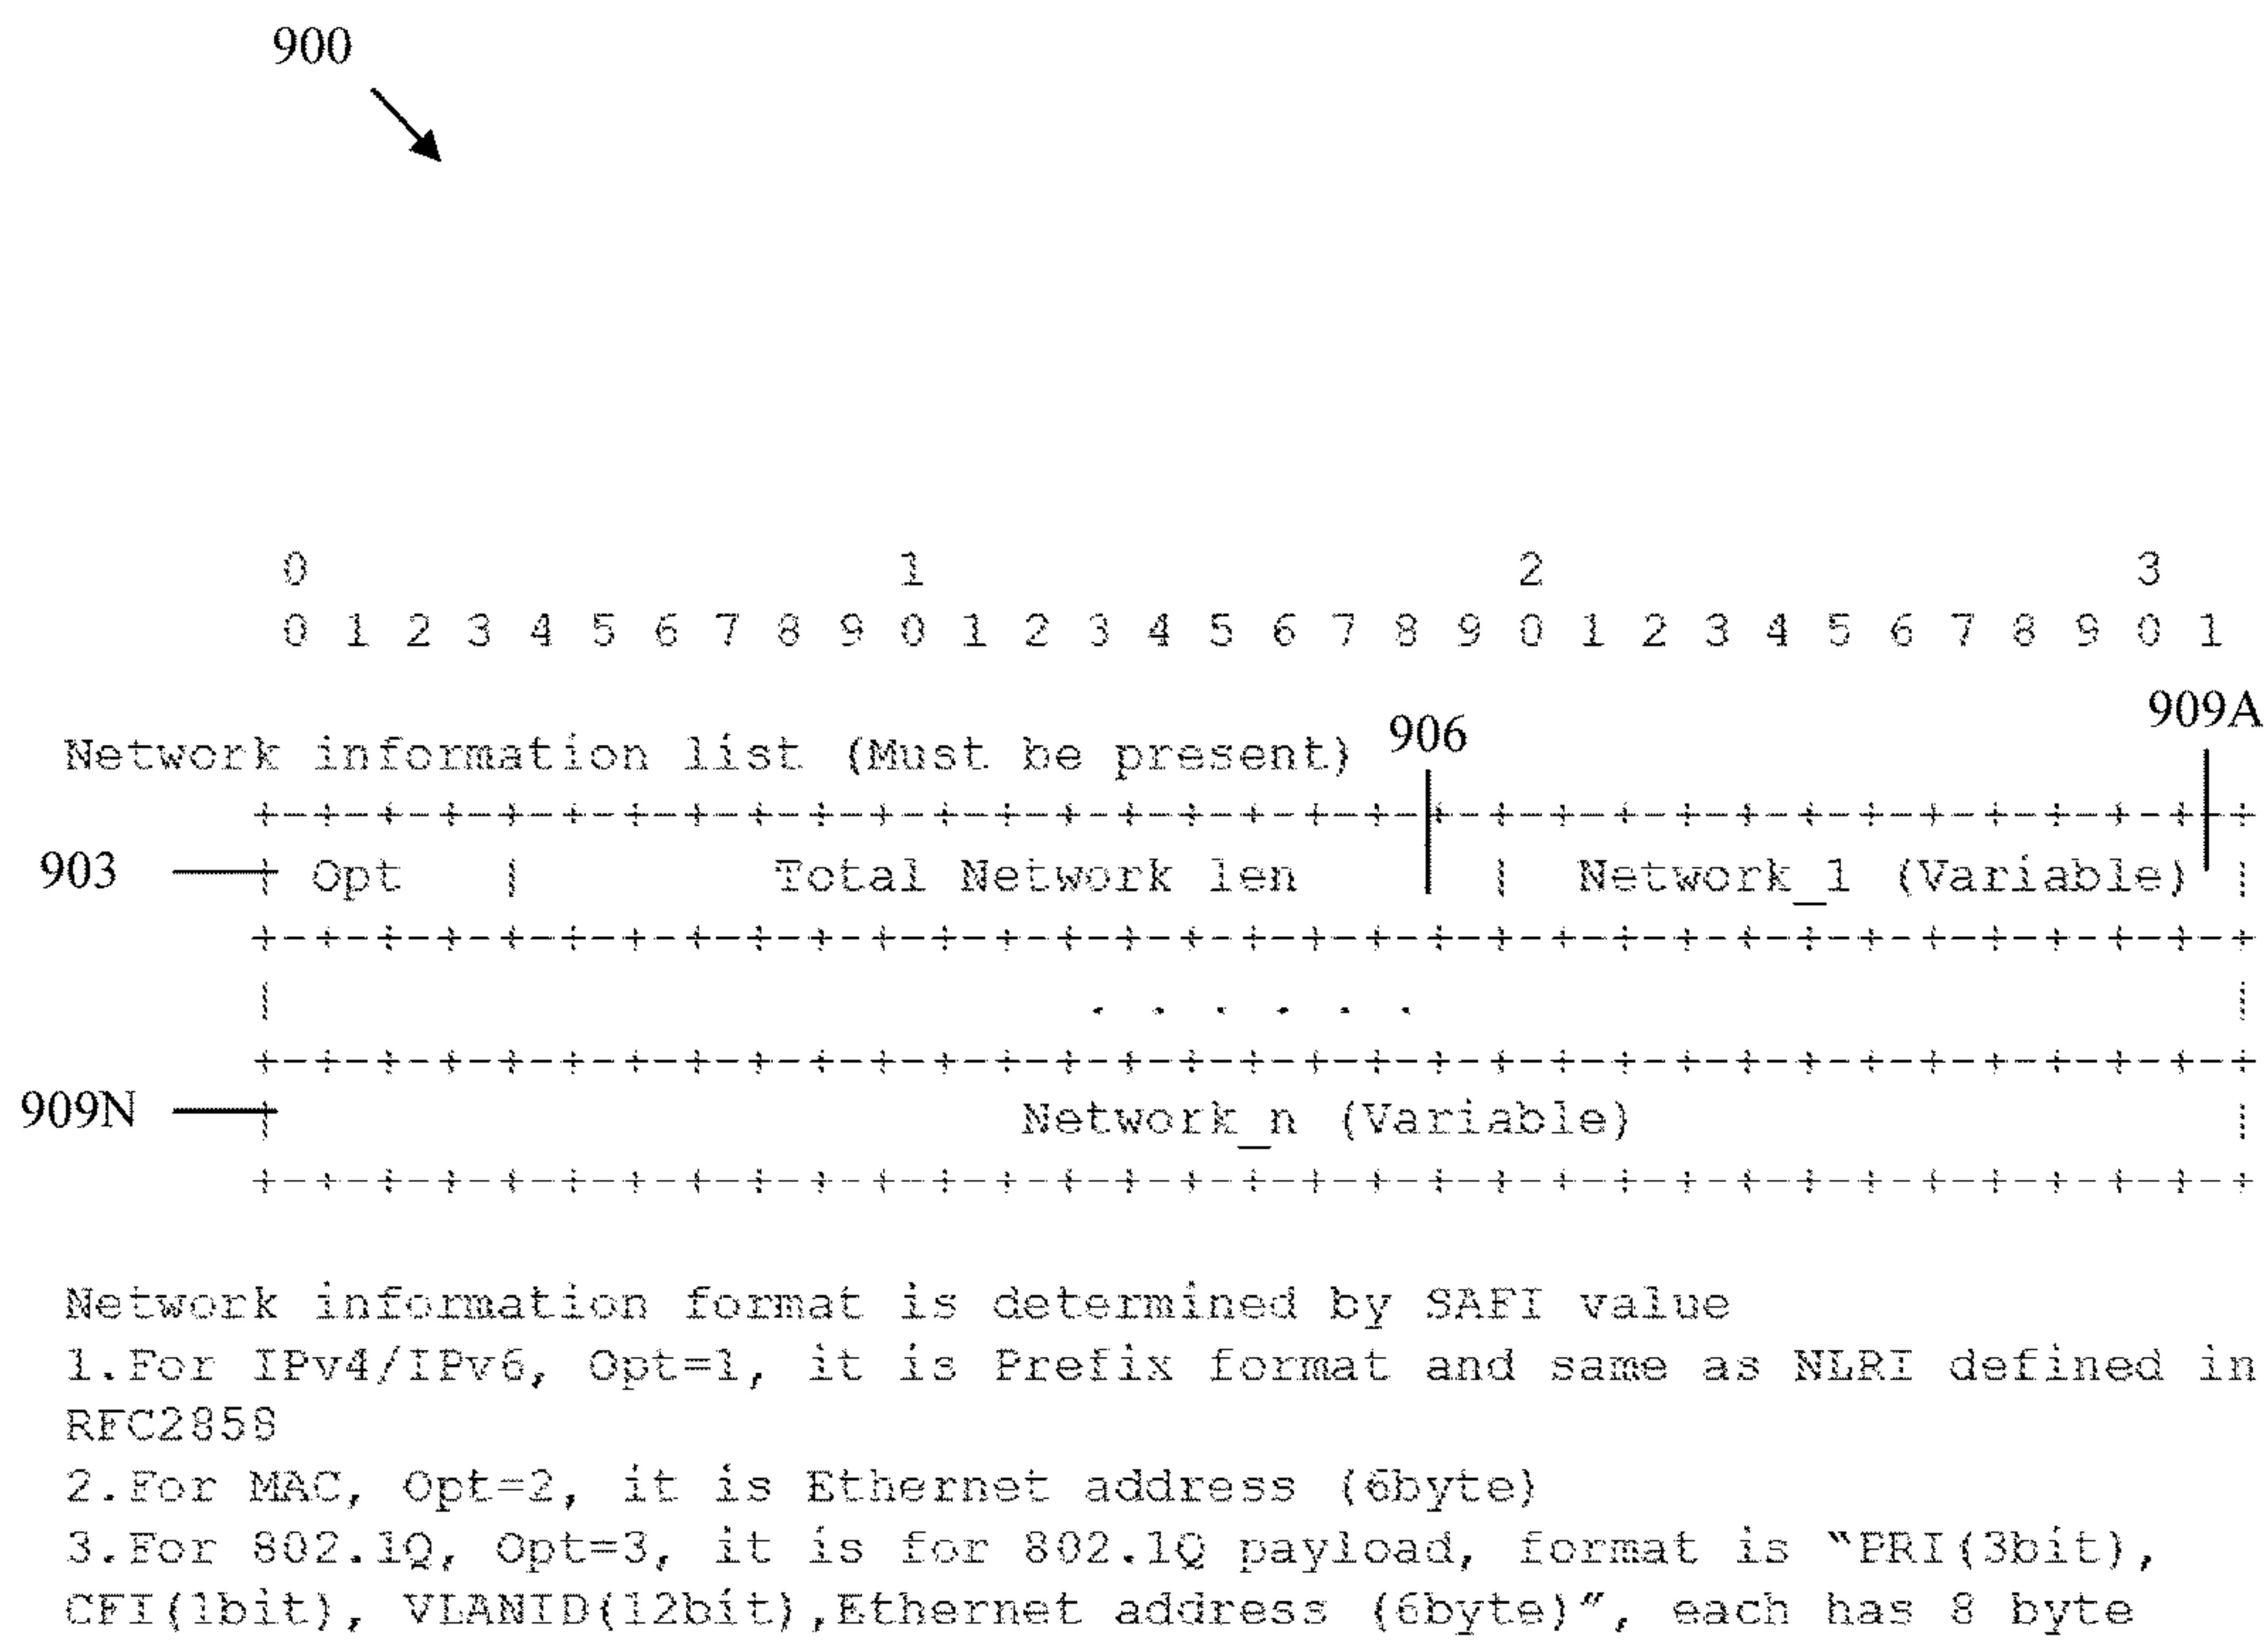 900
0 1 2 3
0 1 2 3 4 5 6 7 8 9 0 1 2 3 4 5 6 7 8 9 0 1 2 3 4 5 6 7 8 9 0 1
909A
906
Network information list (Must be present)
+-+-+-+-+-+-+-+-+-+-+-+-+-+-+-+-+-+-+-+-+-+-+-+-+-+-+-+-+-+-+-+-+
903 | Opt | Total Network len | Network_1 (Variable) |
+-+-+-+-+-+-+-+-+-+-+-+-+-+-+-+-+-+-+-+-+-+-+-+-+-+-+-+-+-+-+-+-+
| . . . . . . |
+-+-+-+-+-+-+-+-+-+-+-+-+-+-+-+-+-+-+-+-+-+-+-+-+-+-+-+-+-+-+-+-+
909N | Network_n (Variable) |
+-+-+-+-+-+-+-+-+-+-+-+-+-+-+-+-+-+-+-+-+-+-+-+-+-+-+-+-+-+-+-+-+
Network information format is determined by SAFI value
1.For IPv4/IPv6, Opt=1, it is Prefix format and same as NLRI defined in
RFC2858
2.For MAC, Opt=2, it is Ethernet address (6byte)
3.For 802.1Q, Opt=3, it is for 802.1Q payload, format is “PRI(3bit),
CFI(1bit), VLANID(12bit),Ethernet address (6byte)”, each has 8 byte